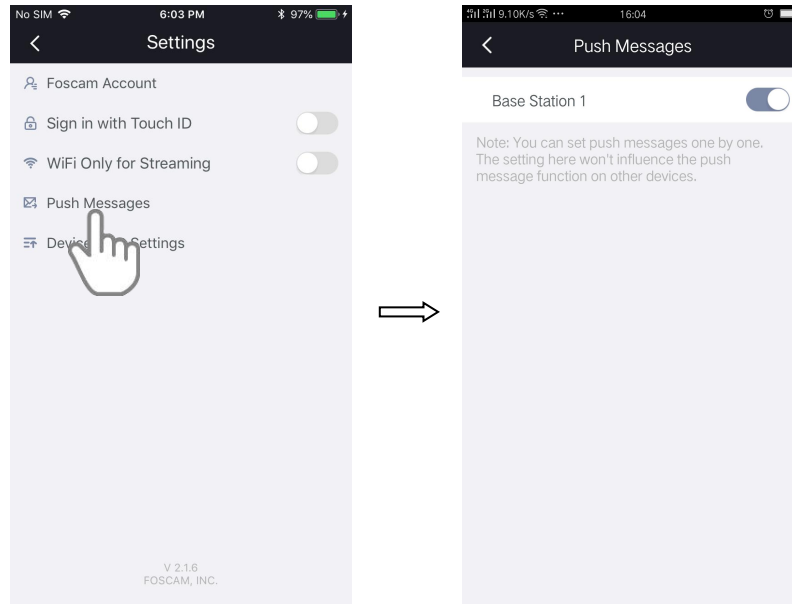 No SIM 6:03 PM 97%
Settings
Foscam Account
Sign in with Touch ID
WiFi Only for Streaming
Push Messages
Settings
V 2.1.6
FOSCAM, INC.
9.10K/s ··· 16:04
Push Messages
Base Station 1
Note: You can set push messages one by one.
The setting here won't influence the push
message function on other devices.